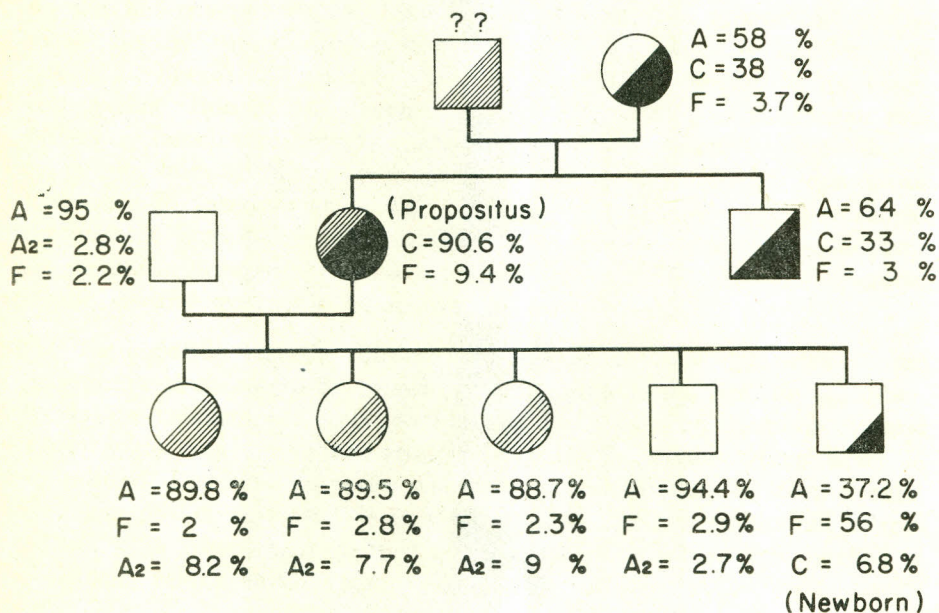 ? ?
A = 58 %
C = 38 %
F = 3.7%
A = 95 %
A2 = 2.8%
F = 2.2%
(Propositus)
C = 90.6 %
F = 9.4 %
A = 6.4 %
C = 33 %
F = 3 %
A = 89.8 %
F = 2 %
A2 = 8.2 %
A = 89.5 %
F = 2.8 %
A2 = 7.7 %
A = 88.7%
F = 2.3%
A2 = 9 %
A = 94.4%
F = 2.9%
A2 = 2.7%
A = 37.2%
F = 56 %
C = 6.8%
(Newborn)